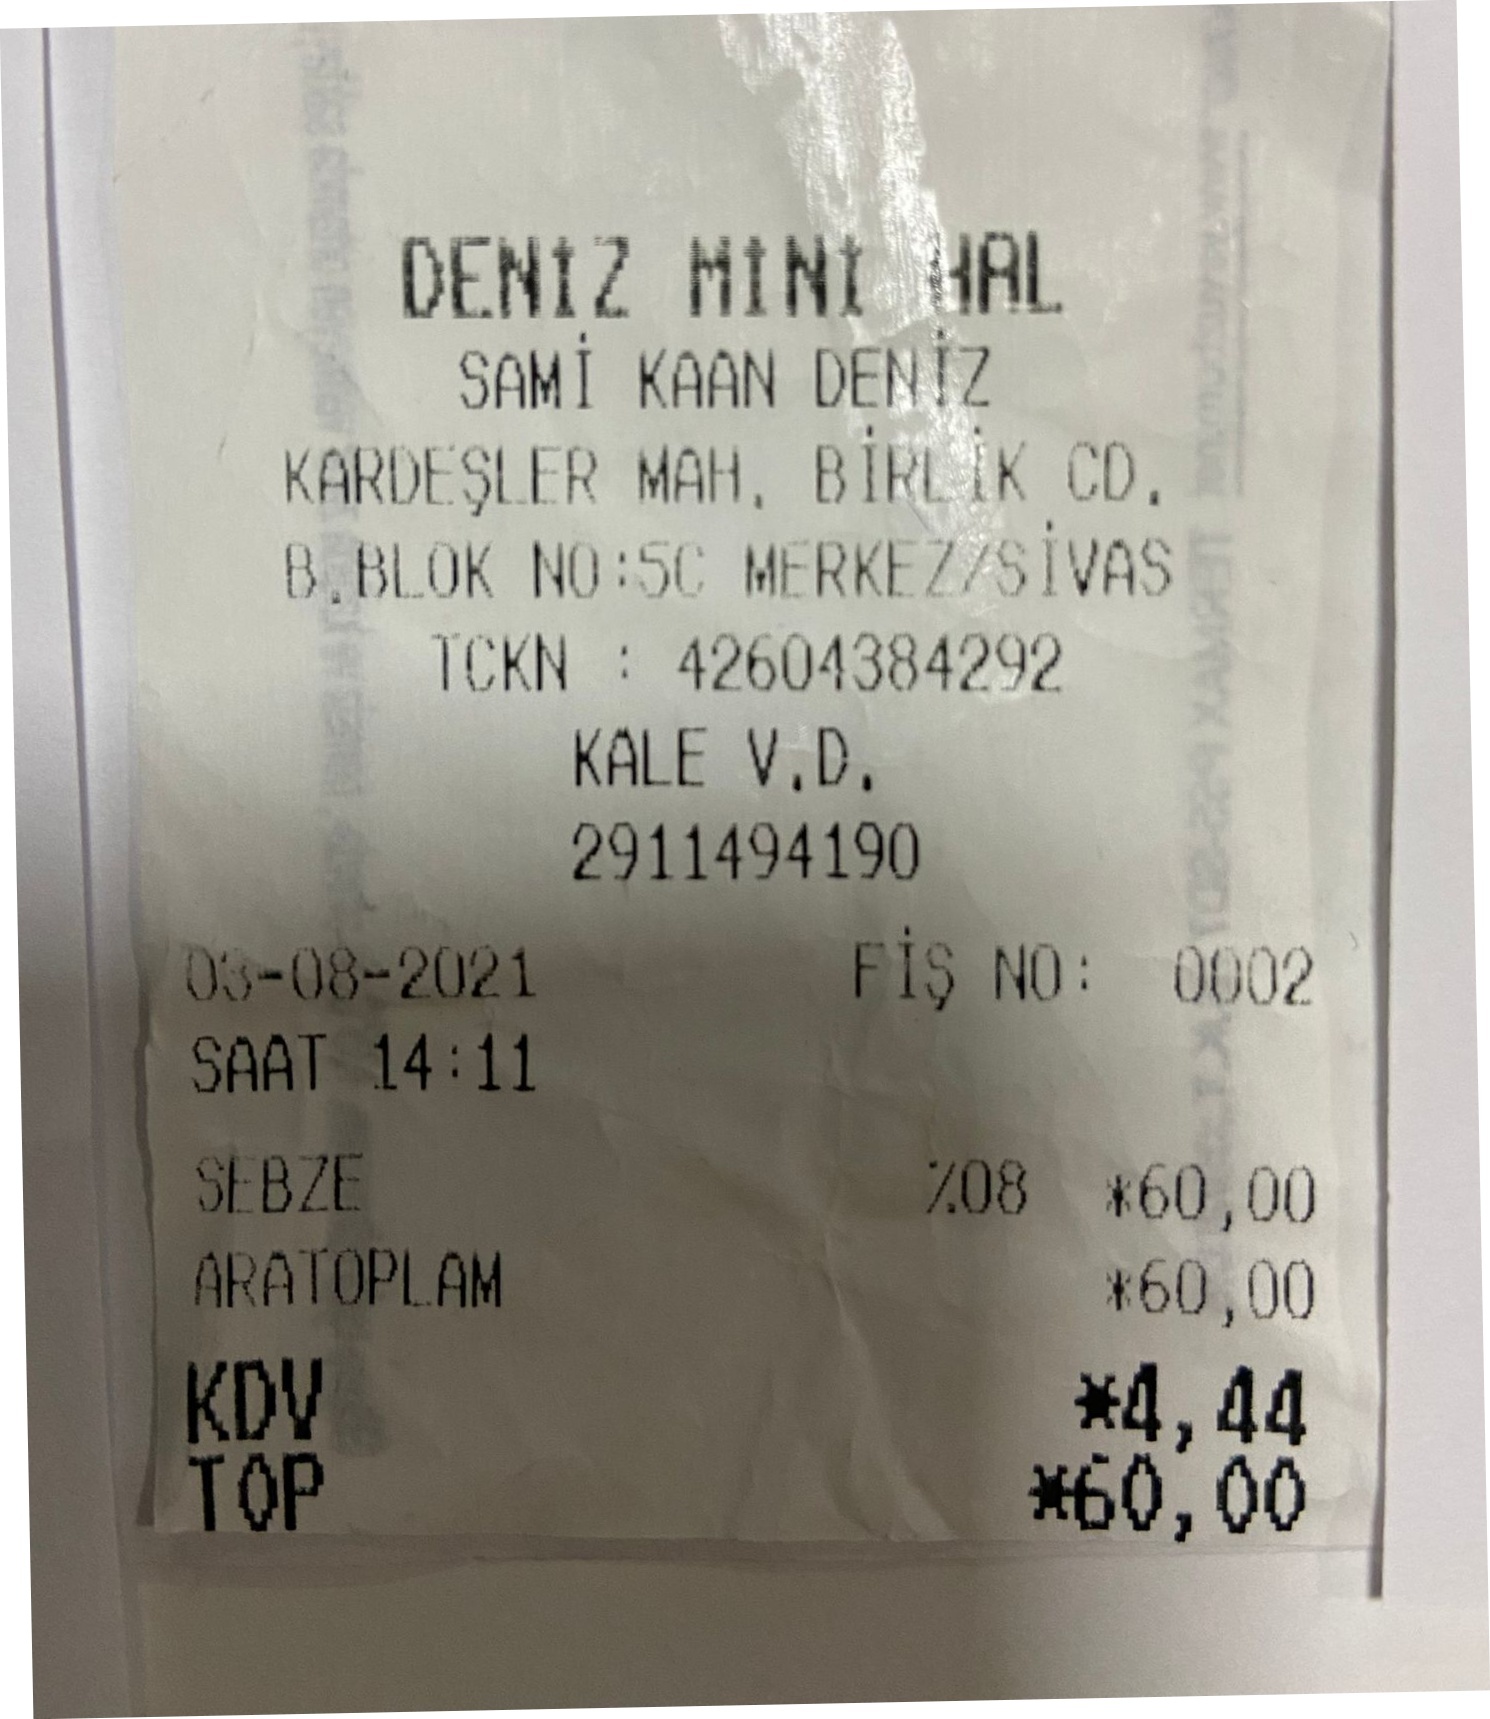 DENİZ MİNİ HAL
SAMİ KAAN DENİZ
KARDEŞLER MAH. BİRLİK CD.
B.BLOK NO:5C MERKEZ/SİVAS
TCKN : 42604384292
KALE V.D.
2911494190
03-08-2021 FİŞ NO: 0002
SAAT 14:11
SEBZE %08 *60,00
ARATOPLAM *60,00
KDV *4,44
TOP *60,00